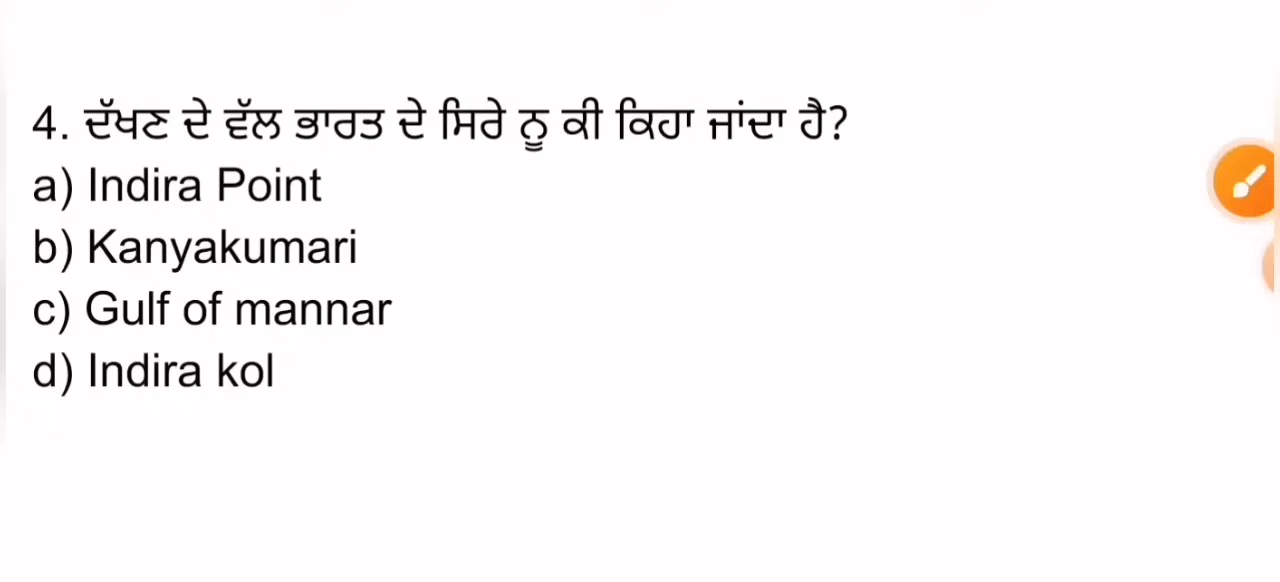 4. ਦੱਖਣ ਦੇ ਵੱਲ ਭਾਰਤ ਦੇ ਸਿਰੇ ਨੂ ਕੀ ਕਿਹਾ ਜਾਂਦਾ ਹੈ?
a) Indira Point
b) Kanyakumari
c) Gulf of mannar
d) Indira kol